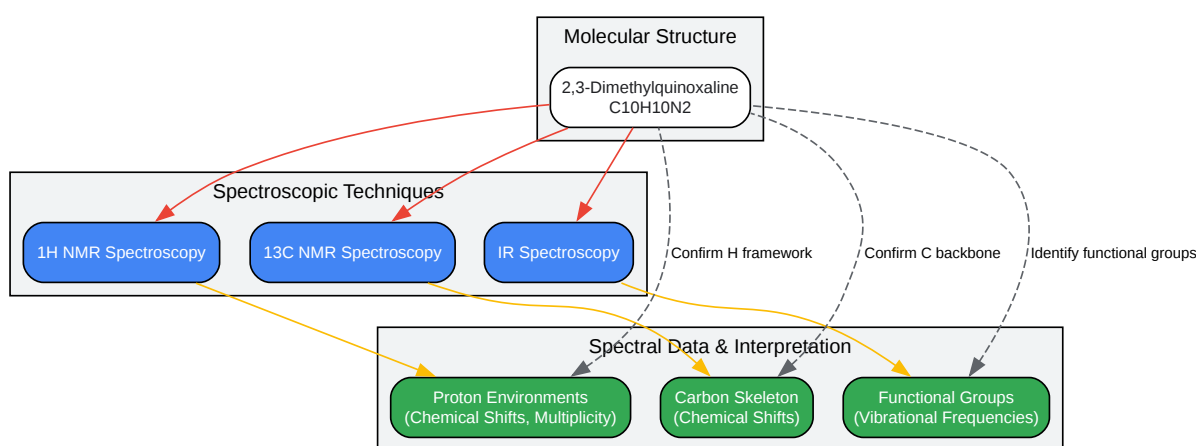 Molecular Structure
2,3-Dimethylquinoxaline
C10H10N2
Spectroscopic Techniques
1H NMR Spectroscopy
13C NMR Spectroscopy
IR Spectroscopy
Confirm H framework
Confirm C backbone
Identify functional groups
Spectral Data & Interpretation
Proton Environments
(Chemical Shifts, Multiplicity)
Carbon Skeleton
(Chemical Shifts)
Functional Groups
(Vibrational Frequencies)